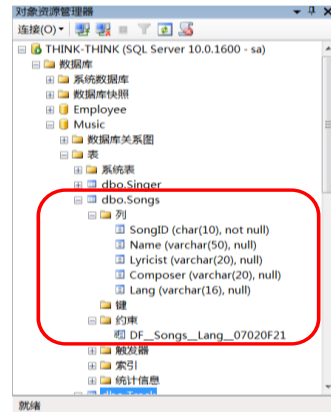 对象资源管理器
连接(O)
THINK-THINK (SQL Server 10.0.1600 - sa)
数据库
系统数据库
数据库快照
Employee
Music
数据库关系图
表
系统表
dbo.Singer
dbo.Songs
列
SongID (char(10), not null)
Name (varchar(50), null)
Lyricist (varchar(20), null)
Composer (varchar(20), null)
Lang (varchar(16), null)
键
约束
DF__Songs__Lang__07020F21
触发器
索引
统计信息
dbo.Track
就绪